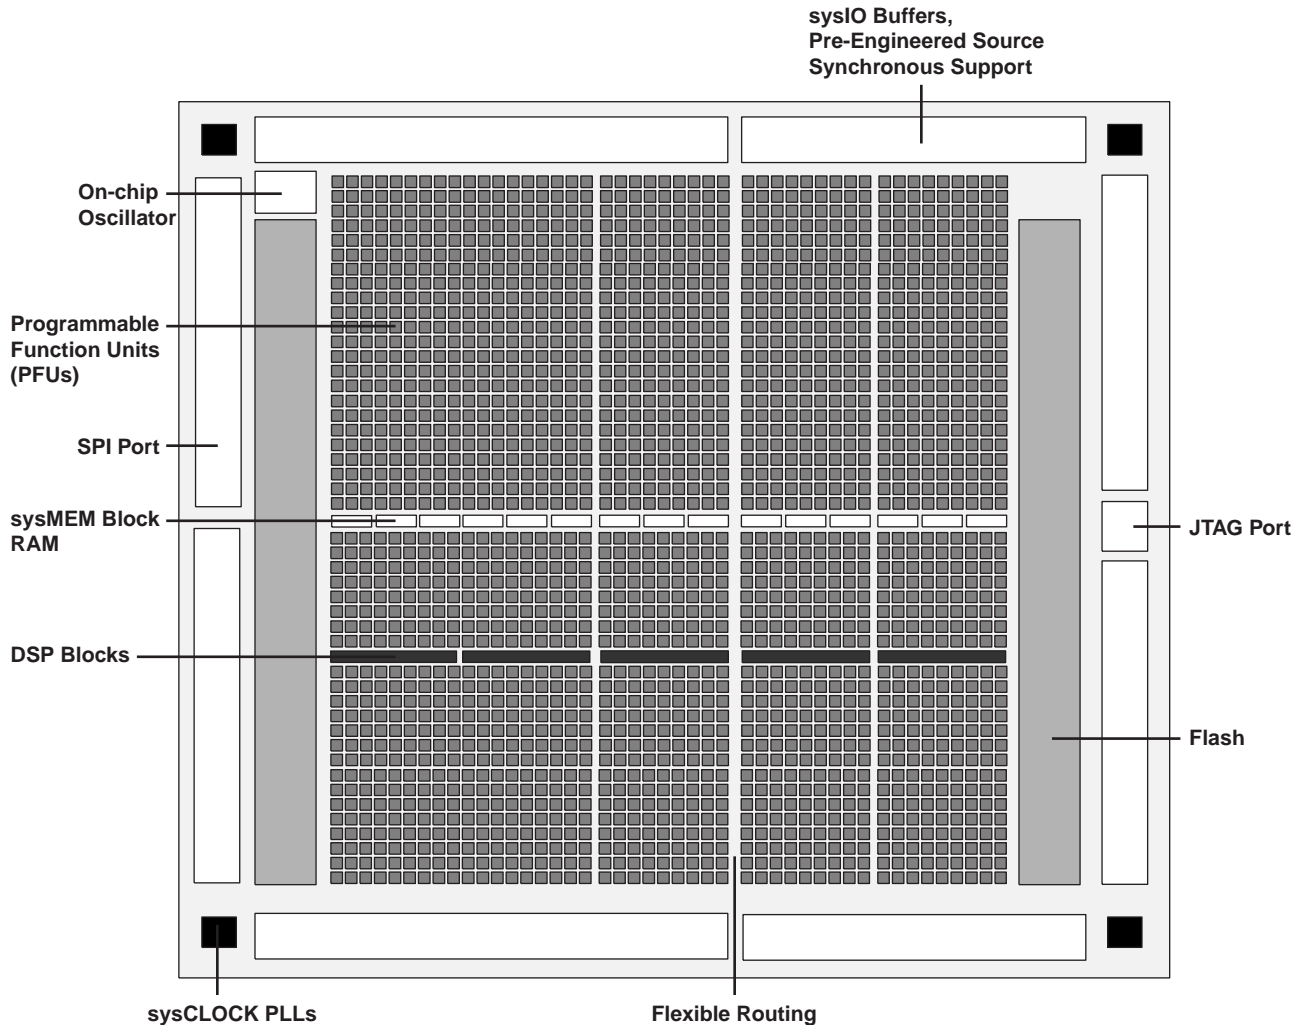 sysIO Buffers,
Pre-Engineered Source
Synchronous Support
On-chip
Oscillator
Programmable
Function Units
(PFUs)
SPI Port
sysMEM Block
RAM
JTAG Port
DSP Blocks
Flash
sysCLOCK PLLs
Flexible Routing